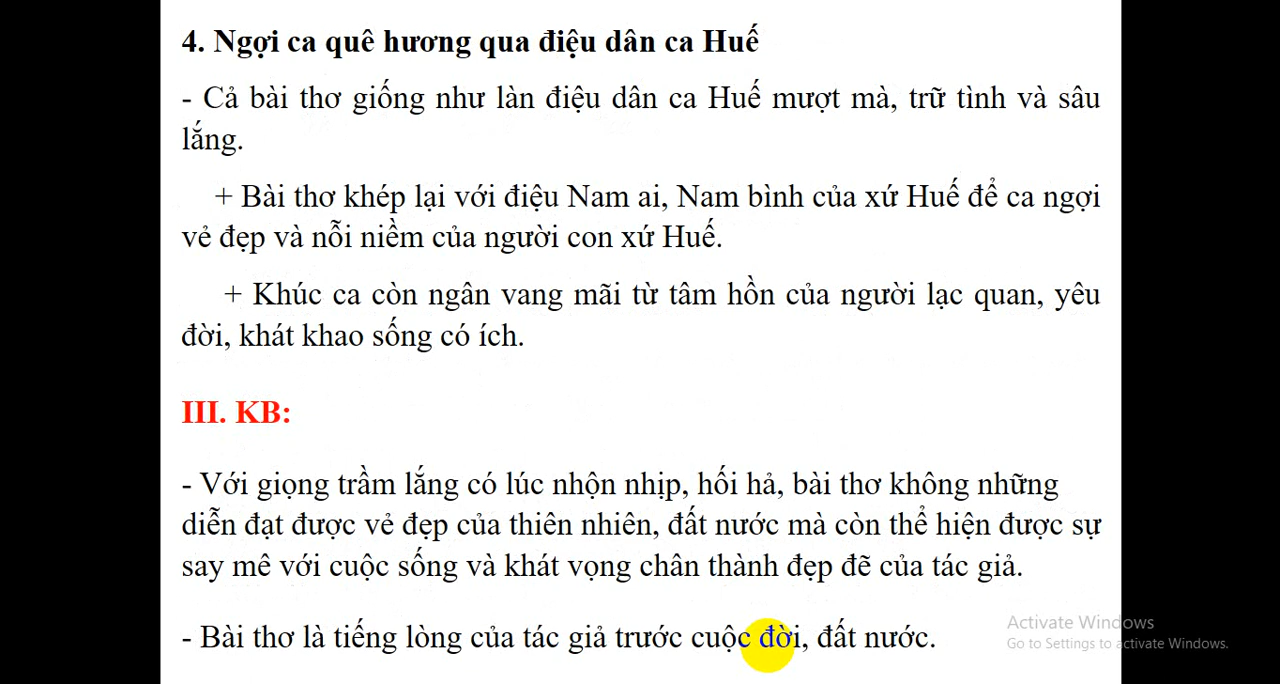 4. Ngợi ca quê hương qua điệu dân ca Huế
- Cả bài thơ giống như làn điệu dân ca Huế mượt mà, trữ tình và sâu
lắng.
+ Bài thơ khép lại với điệu Nam ai, Nam bình của xứ Huế để ca ngợi
vẻ đẹp và nỗi niềm của người con xứ Huế.
+ Khúc ca còn ngân vang mãi từ tâm hồn của người lạc quan, yêu
đời, khát khao sống có ích.
III. KB:
- Với giọng trầm lắng có lúc nhộn nhịp, hối hả, bài thơ không những
diễn đạt được vẻ đẹp của thiên nhiên, đất nước mà còn thể hiện được sự
say mê với cuộc sống và khát vọng chân thành đẹp đẽ của tác giả.
- Bài thơ là tiếng lòng của tác giả trước cuộc đời, đất nước.
Activate Windows
Go to Settings to activate Windows.